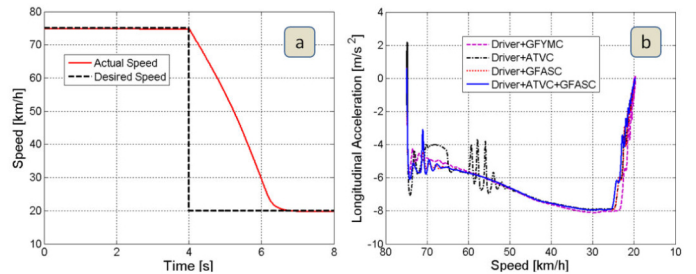 a
80
70
60
50
40
30
20
10
Speed [km/h]
Actual Speed
Desired Speed
0
2
4
6
8
Time [s]
b
4
2
0
-2
-4
-6
-8
-10
Longitudinal Acceleration [m/s²]
Driver+GFYMC
Driver+ATVC
Driver+GFASC
Driver+ATVC+GFASC
80
70
60
50
40
30
20
10
Speed [km/h]